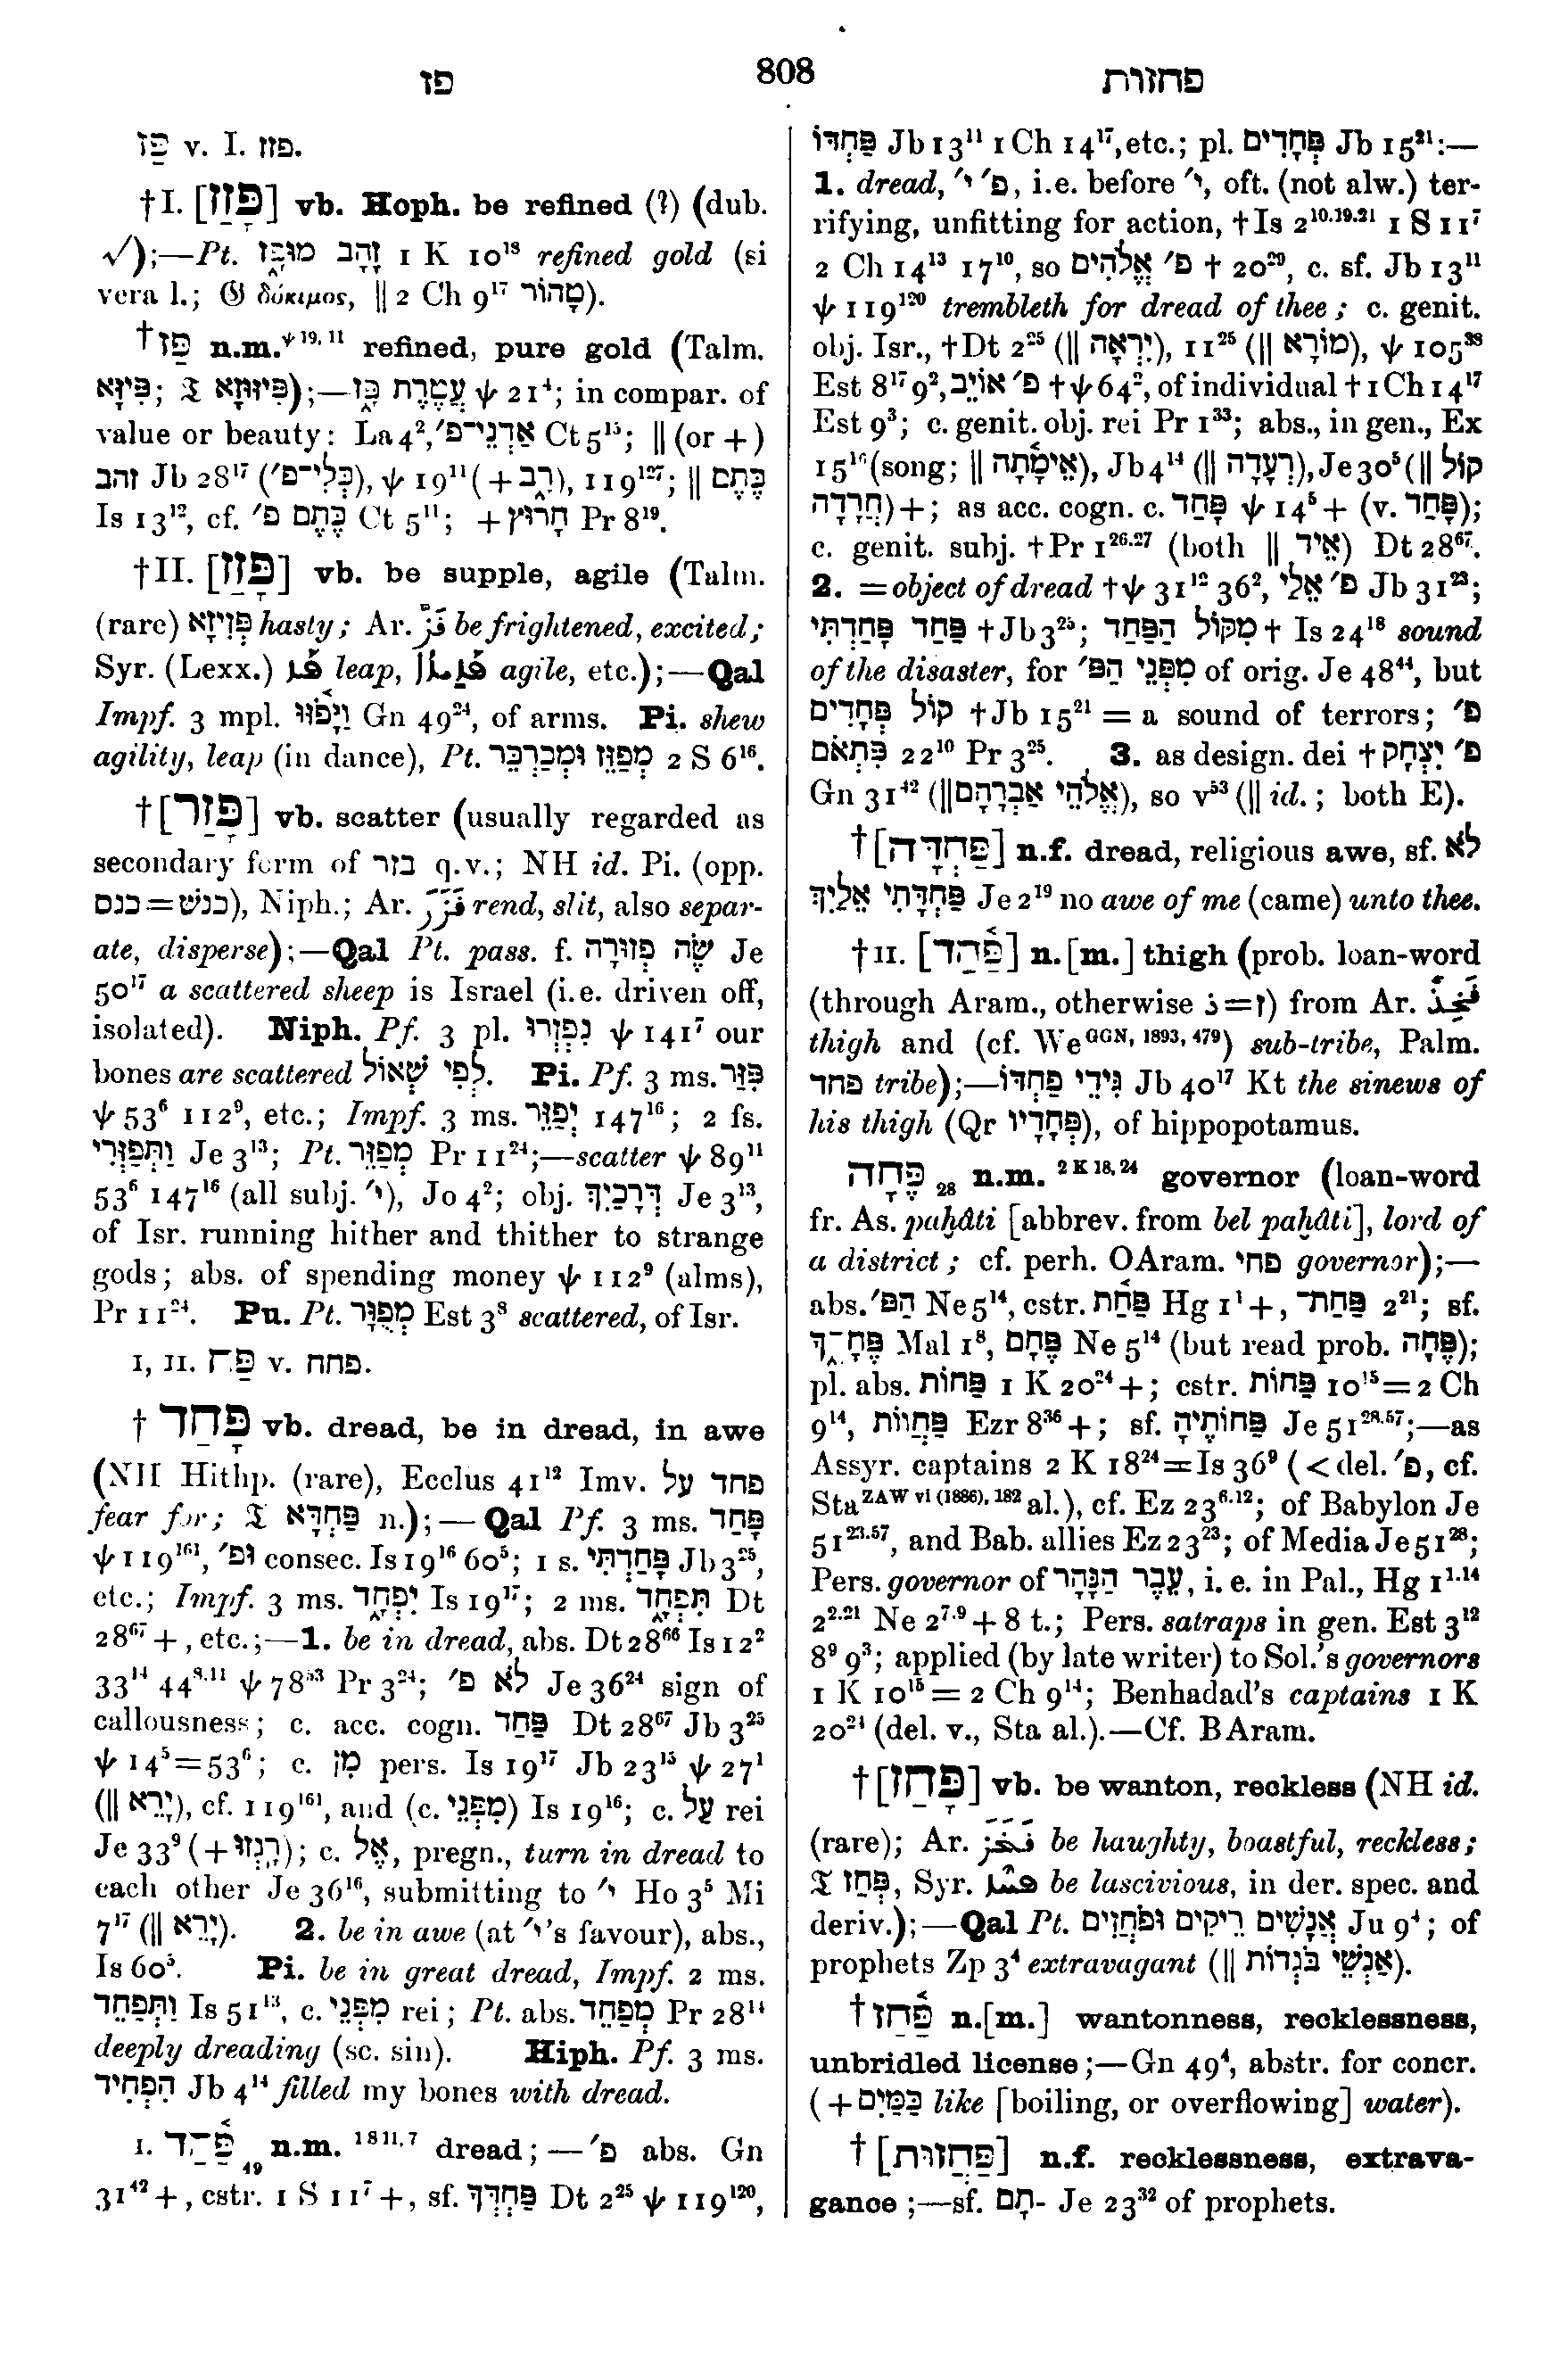 פז
808
פחזות
פַּז v. I. פזז.
†I. [פָּזַז] vb. Hoph. be refined (?) (dub.
√);—Pt. זָהָב מוּפָז 1 K 10¹⁸ refined gold (si
vera l.; 𝔊 δόκιμος, ‖ 2 Ch 9¹⁷ טָהוֹר).
†פַּז n.m.ψ 19, 11 refined, pure gold (Talm.
פִּיזָּא; 𝔗 פִּיזוּזָא);—עֲטֶרֶת פָּז ψ 21⁴; in compar. of
value or beauty: La 4², אַדְנֵי־פ׳ Ct 5¹⁵; ‖ (or +)
זהב Jb 28¹⁷ (כְּלִי־פ׳), ψ 19¹¹ (+רָב), 119¹²⁷; ‖ כֶּתֶם
Is 13¹², cf. כֶּתֶם פ׳ Ct 5¹¹; +חָרוּץ Pr 8¹⁹.
†II. [פָּזַז] vb. be supple, agile (Talm.
(rare) פְּזִיזָא hasty; Ar. فَزَّ be frightened, excited;
Syr. (Lexx.) ܦܰܙ leap, agile, etc.);—Qal
Impf. 3 mpl. וַיָּפֹזּוּ Gn 49²⁴, of arms. Pi. shew
agility, leap (in dance), Pt. מְפַזֵּז וּמְכַרְכֵּר 2 S 6¹⁶.
†[פָּזַר] vb. scatter (usually regarded as
secondary form of בזר q.v.; NH id. Pi. (opp.
כנס=כנשׁ), Niph.; Ar. فَزَرَ rend, slit, also separ-
ate, disperse);—Qal Pt. pass. f. שֶׂה פְזוּרָה Je
50¹⁷ a scattered sheep is Israel (i.e. driven off,
isolated). Niph. Pf. 3 pl. נִפְזְרוּ ψ 141⁷ our
bones are scattered לְפִי שְׁאוֹל. Pi. Pf. 3 ms. פִּזַּר
ψ 53⁶ 112⁹, etc.; Impf. 3 ms. יְפַזֵּר 147¹⁶; 2 fs.
וַתְּפַזְּרִי Je 3¹³; Pt. מְפַזֵּר Pr 11²⁴;—scatter ψ 89¹¹
53⁶ 147¹⁶ (all subj. י׳), Jo 4²; obj. דְּרָכַיִךְ Je 3¹³,
of Isr. running hither and thither to strange
gods; abs. of spending money ψ 112⁹ (alms),
Pr 11²⁴. Pu. Pt. מְפֻזָּר Est 3⁸ scattered, of Isr.
I, II. פַּח v. פחח.
†פָּחַד vb. dread, be in dread, in awe
(NH Hithp. (rare), Ecclus 41¹² Imv. פחד על
fear for; 𝔗 פַּחְדָּא n.);—Qal Pf. 3 ms. פָּחַד
ψ 119¹⁶¹, וּפ׳ consec. Is 19¹⁶ 60⁵; 1 s. פָּחַדְתִּי Jb 3²⁵,
etc.; Impf. 3 ms. יִפְחָד Is 19¹⁷; 2 ms. תִּפְחָד Dt
28⁶⁷+, etc.;—1. be in dread, abs. Dt 28⁶⁶ Is 12²
33¹⁴ 44⁸·¹¹ ψ 78⁵³ Pr 3²⁴; לֹא פ׳ Je 36²⁴ sign of
callousness; c. acc. cogn. פַּחַד Dt 28⁶⁷ Jb 3²⁵
ψ 14⁵=53⁶; c. מִן pers. Is 19¹⁷ Jb 23¹⁵ ψ 27¹
(‖ יָרֵא), cf. 119¹⁶¹, and (c. מִפְּנֵי) Is 19¹⁶; c. עַל rei
Je 33⁹ (+רָגְזוּ); c. אֶל, pregn., turn in dread to
each other Je 36¹⁶, submitting to י׳ Ho 3⁵ Mi
7¹⁷ (‖ יָרֵא). 2. be in awe (at י׳'s favour), abs.,
Is 60⁵. Pi. be in great dread, Impf. 2 ms.
וַתְּפַחֵד Is 51¹³, c. מִפְּנֵי rei; Pt. abs. מְפַחֵד Pr 28¹⁴
deeply dreading (sc. sin). Hiph. Pf. 3 ms.
הִפְחִיד Jb 4¹⁴ filled my bones with dread.
I. פַּחַד₄₉ n.m. 1 S 11, 7 dread;—פ׳ abs. Gn
31⁴²+, cstr. 1 S 11⁷+, sf. פַּחְדְּךָ Dt 2²⁵ ψ 119¹²⁰,
פַּחְדּוֹ Jb 13¹¹ 1 Ch 14¹⁷, etc.; pl. פְּחָדִים Jb 15²¹:—
1. dread, פ׳ י׳, i.e. before י׳, oft. (not alw.) ter-
rifying, unfitting for action, †Is 2¹⁰·¹⁹·²¹ 1 S 11⁷
2 Ch 14¹³ 17¹⁰, so פ׳ אֱלֹהִים † 20²⁹, c. sf. Jb 13¹¹
ψ 119¹²⁰ trembleth for dread of thee; c. genit.
obj. Isr., †Dt 2²⁵ (‖ יִרְאָה), 11²⁵ (‖ מוֹרָא), ψ 105³⁸
Est 8¹⁷ 9², פ׳ אוֹיֵב †ψ 64², of individual †1 Ch 14¹⁷
Est 9³; c. genit. obj. rei Pr 1³³; abs., in gen., Ex
15¹⁶ (song; ‖ אֵימָתָה), Jb 4¹⁴ (‖ רְעָדָה), Je 30⁵ (‖ קוֹל
חֲרָדָה)+; as acc. cogn. c. פָּחַד ψ 14⁵+ (v. פָּחַד);
c. genit. subj. †Pr 1²⁶·²⁷ (both ‖ אֵיד) Dt 28⁶⁷.
2. =object of dread †ψ 31¹² 36², פ׳ אֵלַי Jb 31²³;
פַּחַד פָּחַדְתִּי †Jb 3²⁵; מִקּוֹל הַפַּחַד † Is 24¹⁸ sound
of the disaster, for מִפְּנֵי הַפּ׳ of orig. Je 48⁴⁴, but
קוֹל פְּחָדִים †Jb 15²¹ = a sound of terrors; פ׳
פִּתְאֹם 22¹⁰ Pr 3²⁵. 3. as design. dei †פ׳ יִצְחָק
Gn 31⁴² (‖ אֱלֹהֵי אַבְרָהָם), so v⁵³ (‖ id.; both E).
†[פַּחְדָּה] n.f. dread, religious awe, sf. לֹא
פַחְדָּתִי אֵלַיִךְ Je 2¹⁹ no awe of me (came) unto thee.
†II. [פַּחַד] n.[m.] thigh (prob. loan-word
(through Aram., otherwise ذ=ז) from Ar. فَخِذٌ
thigh and (cf. We GGN, 1893, 479) sub-tribe, Palm.
פחד tribe);—גִּידֵי פַחְדּוֹ Jb 40¹⁷ Kt the sinews of
his thigh (Qr פְּחָדָיו), of hippopotamus.
פֶּחָה₂₈ n.m. 2 K 18, 24 governor (loan-word
fr. As. paḫâti [abbrev. from bel paḫâti], lord of
a district; cf. perh. OAram. פחי governor);—
abs. הַפּ׳ Ne 5¹⁴, cstr. פַּחַת Hg 1¹+, פַּחַת־ 2²¹; sf.
פֶּחָתֶךָ Mal 1⁸, פֶּחָם Ne 5¹⁴ (but read prob. פֶּחָה);
pl. abs. פַּחוֹת 1 K 20²⁴+; cstr. פַּחוֹת 10¹⁵=2 Ch
9¹⁴, פַּחֲווֹת Ezr 8³⁶+; sf. פַּחוֹתֶיהָ Je 51²⁸·⁵⁷;—as
Assyr. captains 2 K 18²⁴=Is 36⁹ (< del. פ׳, cf.
Sta ZAW vi (1886), 182 al.), cf. Ez 23⁶·¹²; of Babylon Je
51²³·⁵⁷, and Bab. allies Ez 23²³; of Media Je 51²⁸;
Pers. governor of עֵבֶר הַנָּהָר, i.e. in Pal., Hg 1¹·¹⁴
2²·²¹ Ne 2⁷·⁹ + 8 t.; Pers. satraps in gen. Est 3¹²
8⁹ 9³; applied (by late writer) to Sol.'s governors
1 K 10¹⁵ = 2 Ch 9¹⁴; Benhadad's captains 1 K
20²⁴ (del. v., Sta al.).—Cf. BAram.
†[פָּחַז] vb. be wanton, reckless (NH id.
(rare); Ar. فَخَزَ be haughty, boastful, reckless;
𝔗 פְּחַז, Syr. ܦܚܙ be lascivious, in der. spec. and
deriv.);—Qal Pt. אֲנָשִׁים רֵיקִים וּפֹחֲזִים Ju 9⁴; of
prophets Zp 3⁴ extravagant (‖ אַנְשֵׁי בֹּגְדוֹת).
†פַּחַז n.[m.] wantonness, recklessness,
unbridled license;—Gn 49⁴, abstr. for concr.
(+כַּמַּיִם like [boiling, or overflowing] water).
†[פַּחֲזוּת] n.f. recklessness, extrava-
gance;—sf. -תָם Je 23³² of prophets.